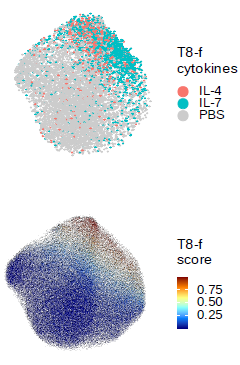 T8-f
cytokines
IL-4
IL-7
PBS
T8-f
score
0.75
0.50
0.25